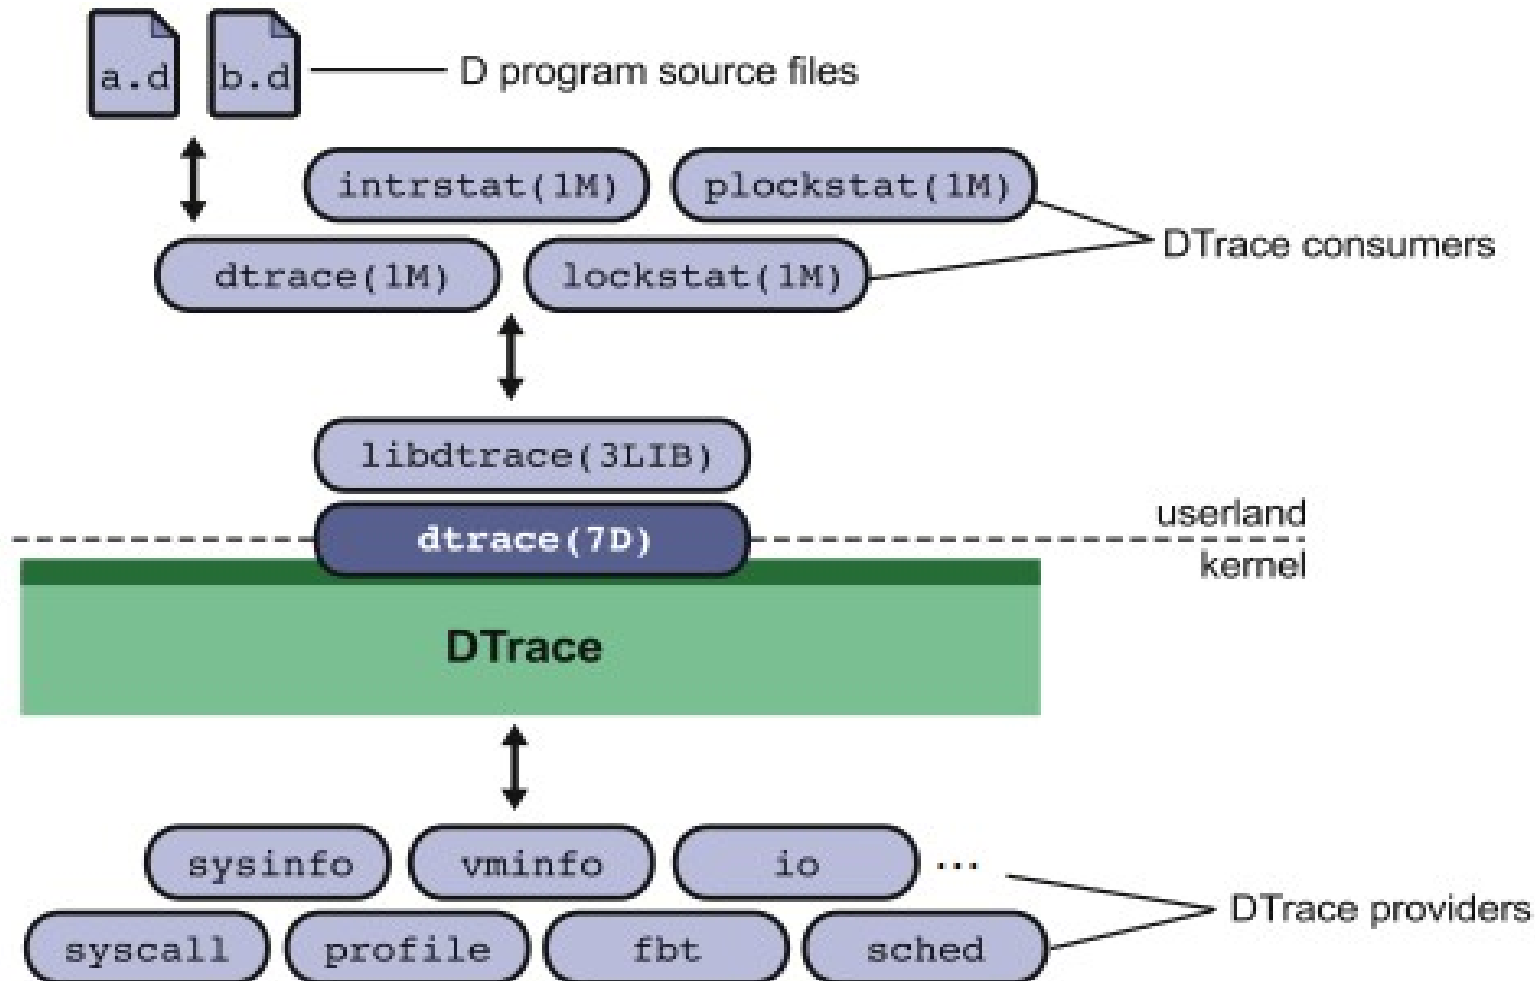 a.d b.d D program source files
intrstat(1M) plockstat(1M)
DTrace consumers
dtrace(1M) lockstat(1M)
libdtrace(3LIB)
userland
dtrace(7D)
kernel
DTrace
sysinfo vminfo io ...
DTrace providers
syscall profile fbt sched